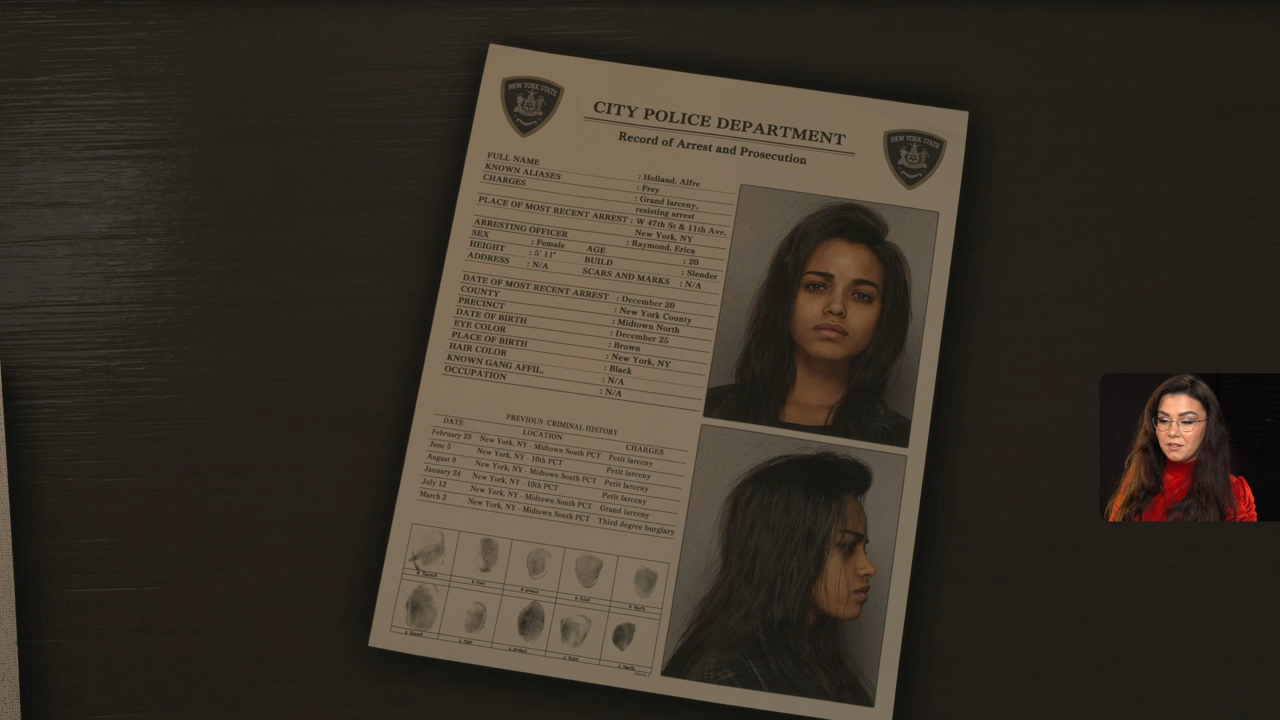 NEW YORK STATE
NEW YORK STATE
CITY POLICE DEPARTMENT
Record of Arrest and Prosecution
FULL NAME : Holland, Alfre
KNOWN ALIASES : Frey
CHARGES : Grand larceny,
resisting arrest
PLACE OF MOST RECENT ARREST : W 47th St & 11th Ave,
New York, NY
ARRESTING OFFICER : Raymond, Erica
SEX : Female AGE : 20
HEIGHT : 5' 11" BUILD : Slender
ADDRESS : N/A SCARS AND MARKS : N/A
DATE OF MOST RECENT ARREST : December 20
COUNTY : New York County
PRECINCT : Midtown North
DATE OF BIRTH : December 25
EYE COLOR : Brown
PLACE OF BIRTH : New York, NY
HAIR COLOR : Black
KNOWN GANG AFFIL. : N/A
OCCUPATION : N/A
PREVIOUS CRIMINAL HISTORY
DATE LOCATION CHARGES
February 23 New York, NY - Midtown South PCT Petit larceny
June 5 New York, NY - 10th PCT Petit larceny
August 9 New York, NY - Midtown South PCT Petit larceny
January 24 New York, NY - 10th PCT Petit larceny
July 12 New York, NY - Midtown South PCT Grand larceny
March 2 New York, NY - Midtown South PCT Third degree burglary